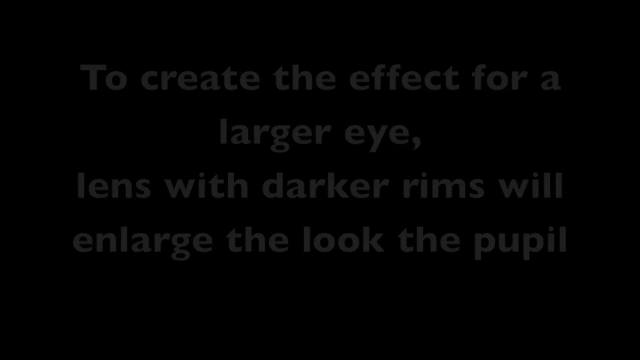 To create the effect for a
larger eye,
lens with darker rims will
enlarge the look the pupil